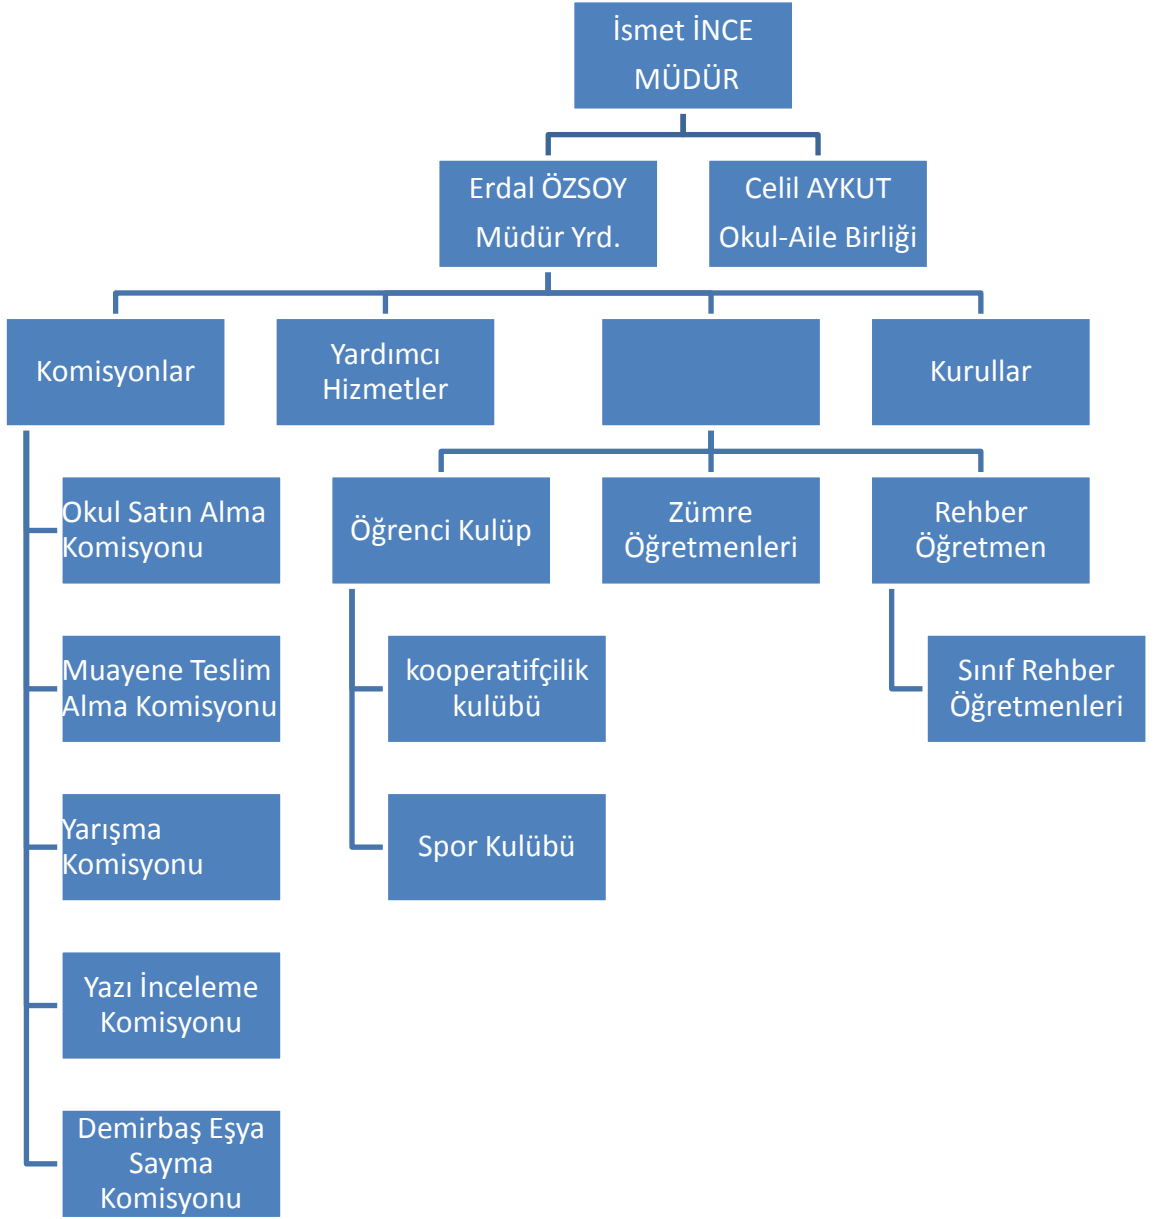 İsmet İNCE
MÜDÜR
Erdal ÖZSOY
Müdür Yrd.
Celil AYKUT
Okul-Aile Birliği
Komisyonlar
Yardımcı
Hizmetler
Kurullar
Okul Satın Alma
Komisyonu
Muayene Teslim
Alma Komisyonu
Yarışma
Komisyonu
Yazı İnceleme
Komisyonu
Demirbaş Eşya
Sayma
Komisyonu
Öğrenci Kulüp
kooperatifçilik
kulübü
Spor Kulübü
Zümre
Öğretmenleri
Rehber
Öğretmen
Sınıf Rehber
Öğretmenleri